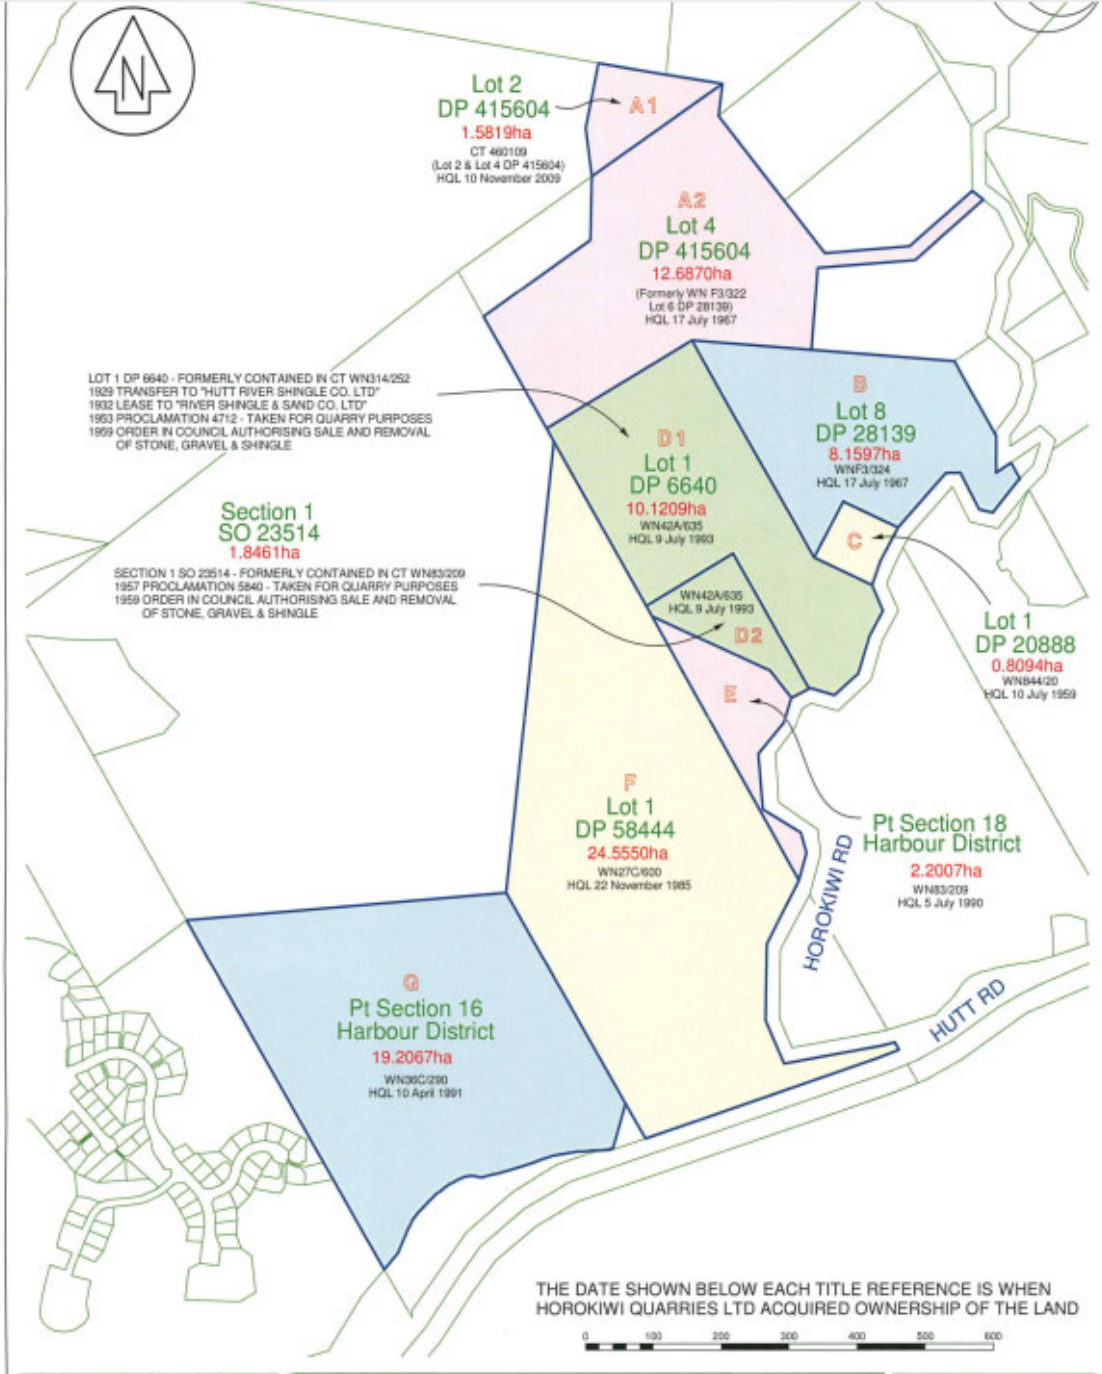 N
Lot 2
DP 415604
1.5819ha
CT 460109
(Lot 2 & Lot 4 DP 415604)
HQL 10 November 2009
A1
A2
Lot 4
DP 415604
12.6870ha
(Formerly WN F3/322
Lot 6 DP 28139)
HQL 17 July 1967
LOT 1 DP 6640 - FORMERLY CONTAINED IN CT WN314/252
1929 TRANSFER TO "HUTT RIVER SHINGLE CO. LTD"
1932 LEASE TO "RIVER SHINGLE & SAND CO. LTD"
1953 PROCLAMATION 4712 - TAKEN FOR QUARRY PURPOSES
1959 ORDER IN COUNCIL AUTHORISING SALE AND REMOVAL
OF STONE, GRAVEL & SHINGLE
B
Lot 8
DP 28139
8.1597ha
WNF3/324
HQL 17 July 1967
D1
Lot 1
DP 6640
10.1209ha
WN42A/635
HQL 9 July 1993
C
Section 1
SO 23514
1.8461ha
SECTION 1 SO 23514 - FORMERLY CONTAINED IN CT WN83/209
1957 PROCLAMATION 5840 - TAKEN FOR QUARRY PURPOSES
1959 ORDER IN COUNCIL AUTHORISING SALE AND REMOVAL
OF STONE, GRAVEL & SHINGLE
WN42A/635
HQL 9 July 1993
D2
Lot 1
DP 20888
0.8094ha
WN844/20
HQL 10 July 1959
E
F
Lot 1
DP 58444
24.5550ha
WN27C/600
HQL 22 November 1985
Pt Section 18
Harbour District
2.2007ha
WN83/209
HQL 5 July 1990
HOROKIWI RD
HUTT RD
G
Pt Section 16
Harbour District
19.2067ha
WN36C/290
HQL 10 April 1991
THE DATE SHOWN BELOW EACH TITLE REFERENCE IS WHEN
HOROKIWI QUARRIES LTD ACQUIRED OWNERSHIP OF THE LAND
0 100 200 300 400 500 600